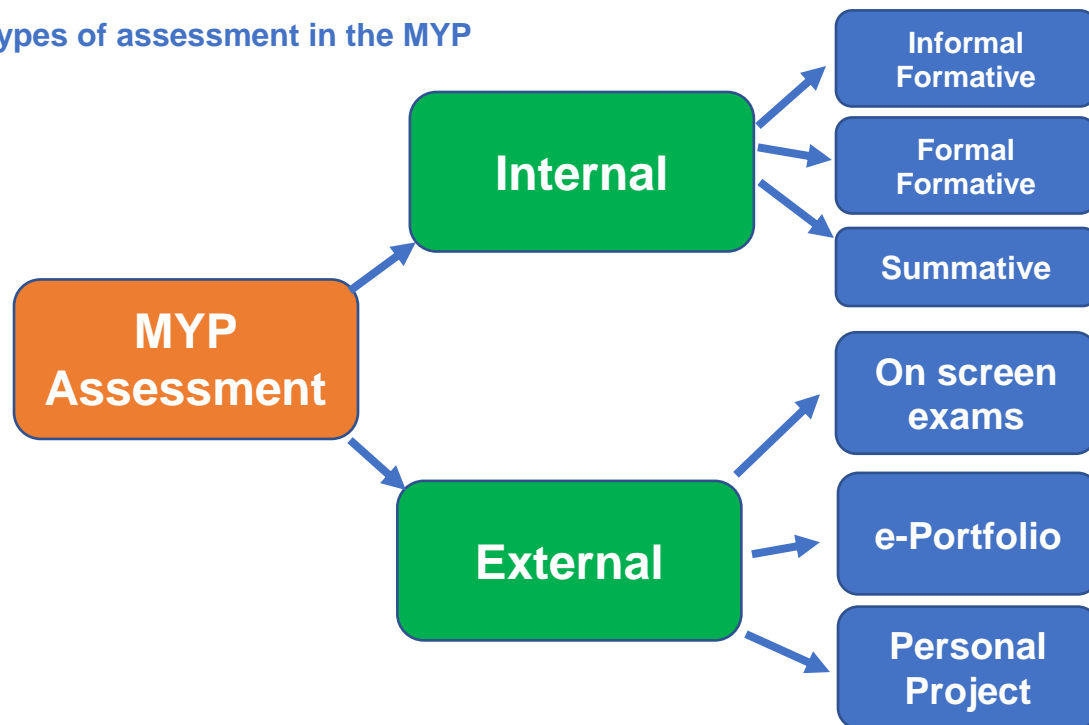 ypes of assessment in the MYP
Informal
Formative
Internal
Formal
Formative
Summative
MYP
Assessment
On screen
exams
e-Portfolio
External
Personal
Project